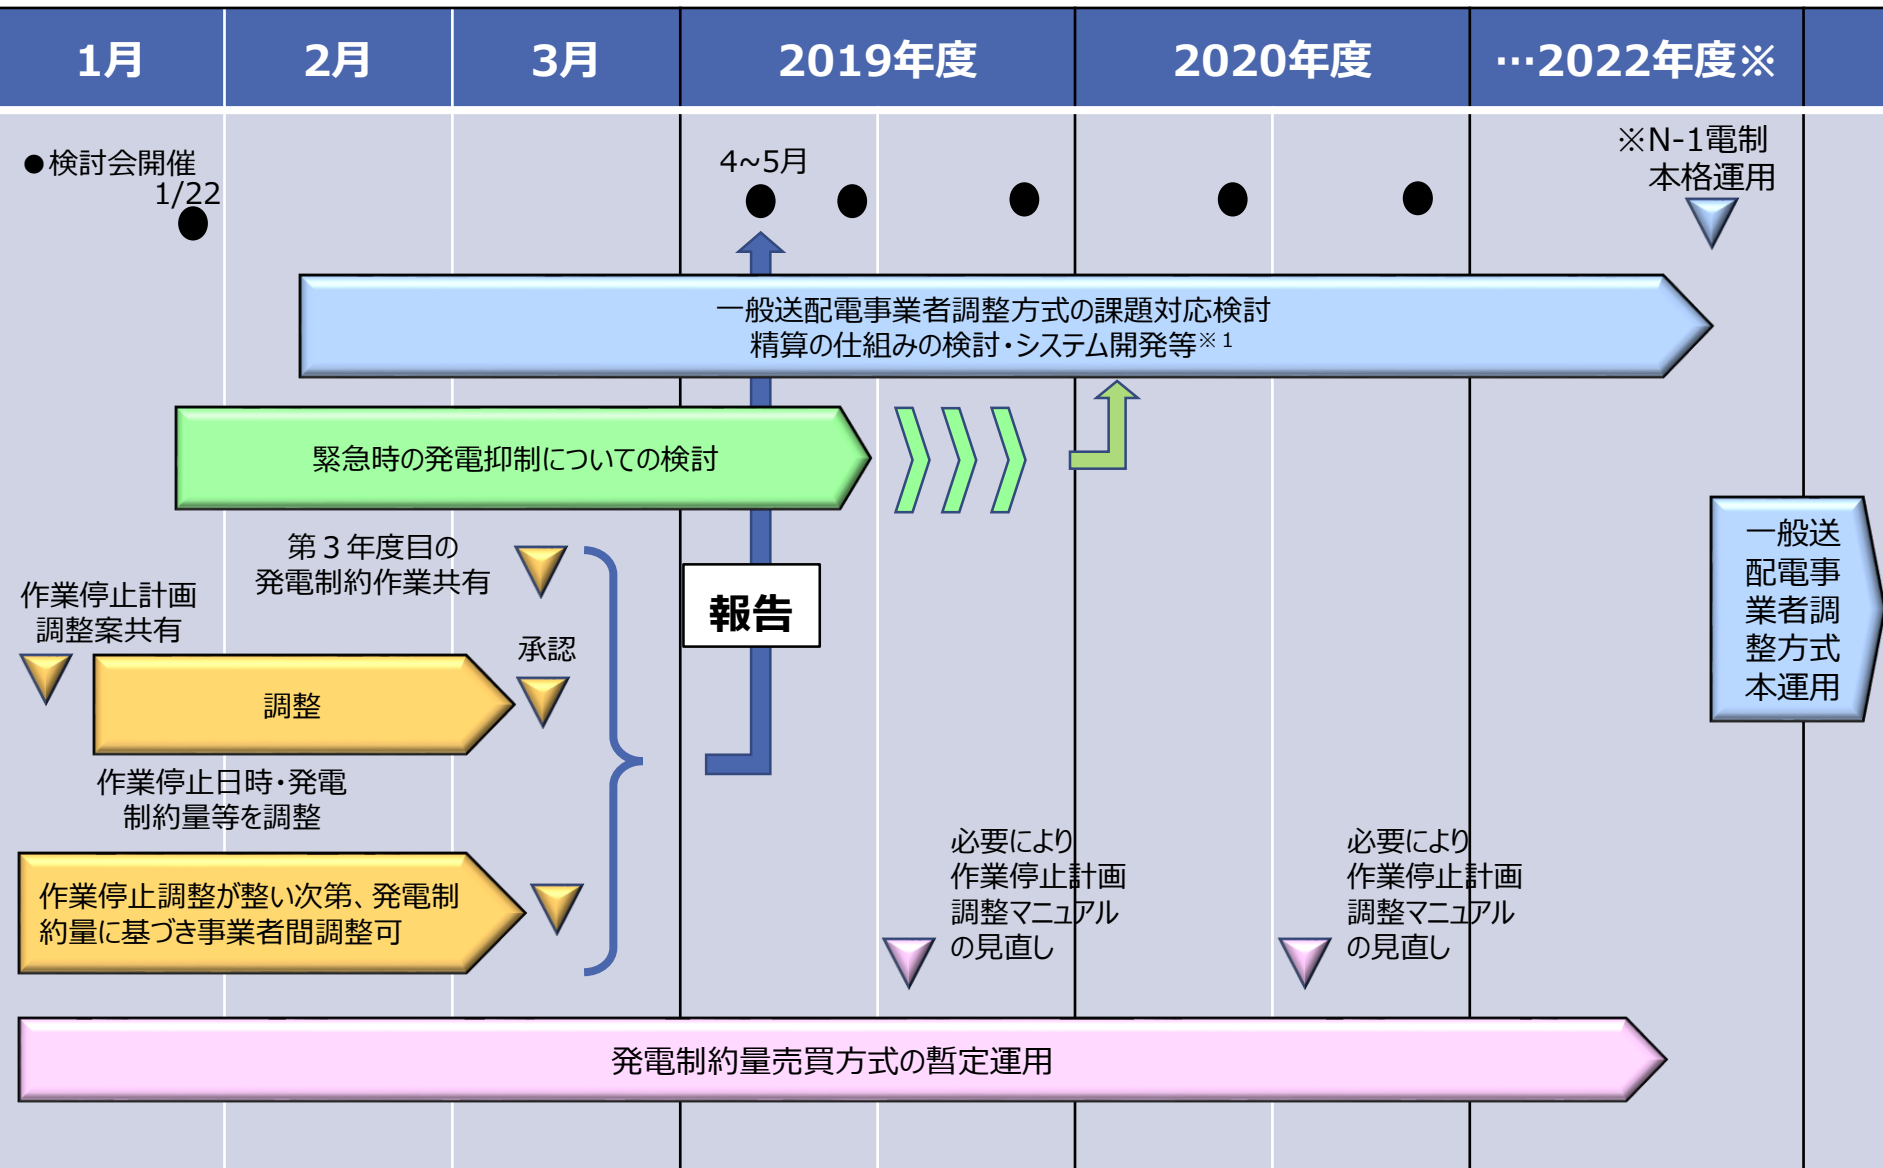 1月
2月
3月
2019年度
2020年度
…2022年度※
●検討会開催
1/22
4~5月
※N-1電制
本格運用
一般送配電事業者調整方式の課題対応検討
精算の仕組みの検討・システム開発等※1
緊急時の発電抑制についての検討
第3年度目の
発電制約作業共有
作業停止計画
調整案共有
承認
調整
作業停止日時・発電
制約量等を調整
報告
一般送
配電事
業者調
整方式
本運用
作業停止調整が整い次第、発電制
約量に基づき事業者間調整可
必要により
作業停止計画
調整マニュアル
の見直し
必要により
作業停止計画
調整マニュアル
の見直し
発電制約量売買方式の暫定運用